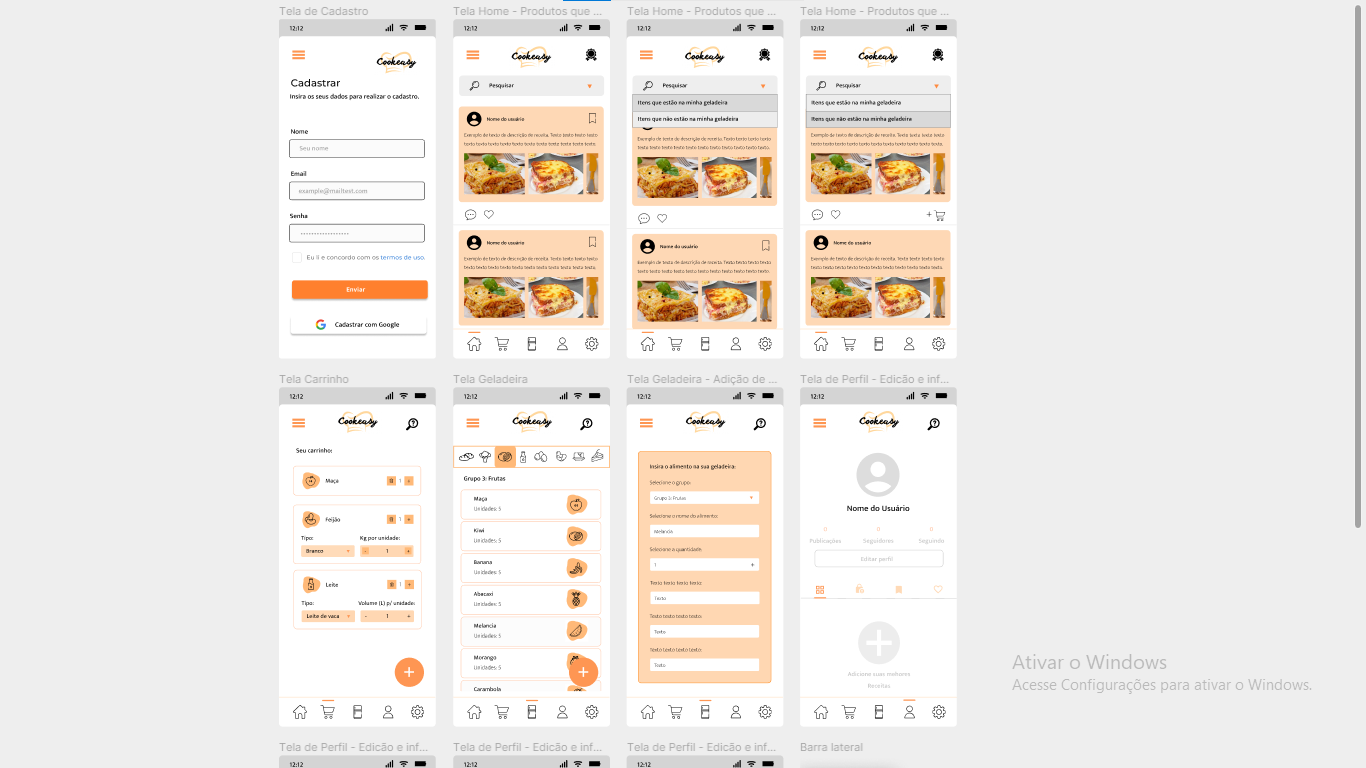 Tela de Cadastro
12:12
Cookeasy
Cadastrar
Insira os seus dados para realizar o cadastro.
Nome
Seu nome
Email
example@mailtext.com
Senha
Eu li e concordo com os termos de uso.
Enviar
Cadastrar com Google
Tela Home - Produtos que ...
12:12
Cookeasy
Pesquisar
Nome do usuário
Exemplo de texto de descrição de receita. Texto texto texto
texto texto texto texto texto texto texto texto texto texto.
Nome do usuário
Exemplo de texto de descrição de receita. Texto texto texto
texto texto texto texto texto texto texto texto texto texto.
Tela Home - Produtos que ...
12:12
Cookeasy
Pesquisar
Itens que estão na minha geladeira
Itens que não estão na minha geladeira
Exemplo de texto de descrição de receita. Texto texto texto
texto texto texto texto texto texto texto texto texto texto.
Nome do usuário
Exemplo de texto de descrição de receita. Texto texto texto
texto texto texto texto texto texto texto texto texto texto.
Tela Home - Produtos que ...
12:12
Cookeasy
Pesquisar
Itens que estão na minha geladeira
Itens que não estão na minha geladeira
Exemplo de texto de descrição de receita. Texto texto texto
texto texto texto texto texto texto texto texto texto texto.
+
Nome do usuário
Exemplo de texto de descrição de receita. Texto texto texto
texto texto texto texto texto texto texto texto texto texto.
Tela Carrinho
12:12
Cookeasy
Seu carrinho:
Maça
1 +
Feijão
1 +
Tipo:
Kg por unidade:
Branco
- 1 +
Leite
1 +
Tipo:
Volume (L) p/ unidade:
Leite de vaca
- 1 +
+
Tela Geladeira
12:12
Cookeasy
Grupo 3: Frutas
Maça
Unidades: 5
Kiwi
Unidades: 5
Banana
Unidades: 5
Abacaxi
Unidades: 5
Melancia
Unidades: 5
Morango
Unidades: 5
Carambola
+
Tela Geladeira - Adição de ...
12:12
Cookeasy
Insira o alimento na sua geladeira:
Selecione o grupo:
Grupo 3: Frutas
Selecione o nome do alimento:
Melancia
Selecione a quantidade:
1 +
Texto texto texto texto:
Texto
Texto texto texto texto:
Texto
Texto texto texto texto:
Texto
Tela de Perfil - Edicão e inf...
12:12
Cookeasy
Nome do Usuário
0
Publicações
0
Seguidores
0
Seguindo
Editar perfil
Adicione suas melhores
Receitas
Ativar o Windows
Acesse Configurações para ativar o Windows.
Tela de Perfil - Edicão e inf...
12:12
Tela de Perfil - Edicão e inf...
12:12
Tela de Perfil - Edicão e inf...
12:12
Barra lateral